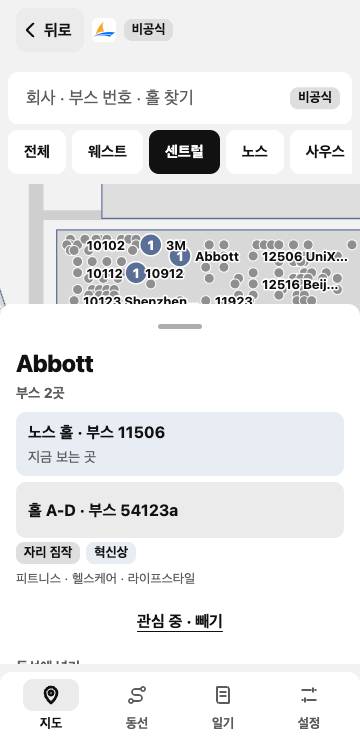 뒤로
비공식
회사 · 부스 번호 · 홀 찾기
비공식
전체
웨스트
센트럴
노스
사우스
10102
1
3M
1
Abbott
12506 UniX...
10112
1
10912
12516 Beij...
10123 Shenzhen
11923
Abbott
부스 2곳
노스 홀 · 부스 11506
지금 보는 곳
홀 A-D · 부스 54123a
자리 짐작
혁신상
피트니스 · 헬스케어 · 라이프스타일
관심 중 · 빼기
지도
동선
일기
설정